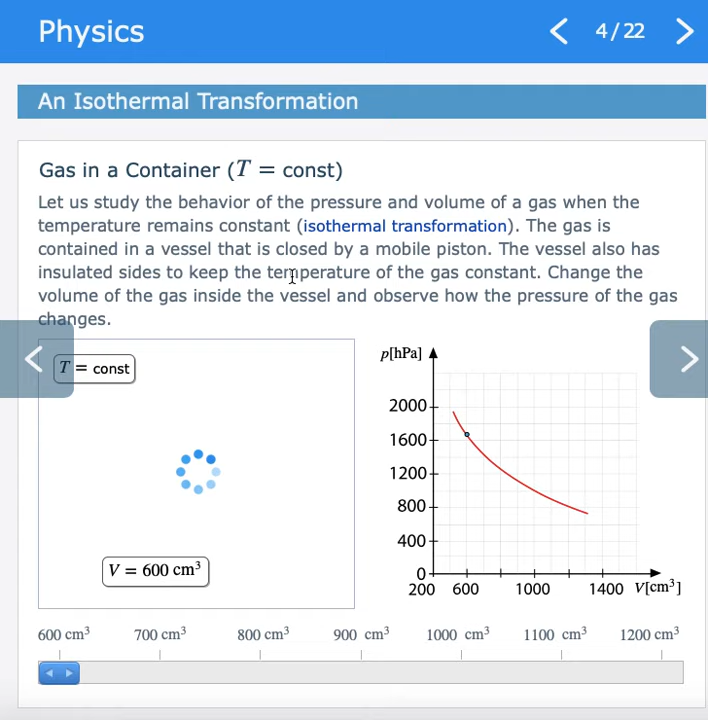 Physics
4/22
An Isothermal Transformation
Gas in a Container (T = const)
Let us study the behavior of the pressure and volume of a gas when the
temperature remains constant (isothermal transformation). The gas is
contained in a vessel that is closed by a mobile piston. The vessel also has
insulated sides to keep the temperature of the gas constant. Change the
volume of the gas inside the vessel and observe how the pressure of the gas
changes.
T = const
V = 600 cm³
p[hPa]
2000
1600
1200
800
400
0
200 600 1000 1400 V[cm³]
600 cm³ 700 cm³ 800 cm³ 900 cm³ 1000 cm³ 1100 cm³ 1200 cm³